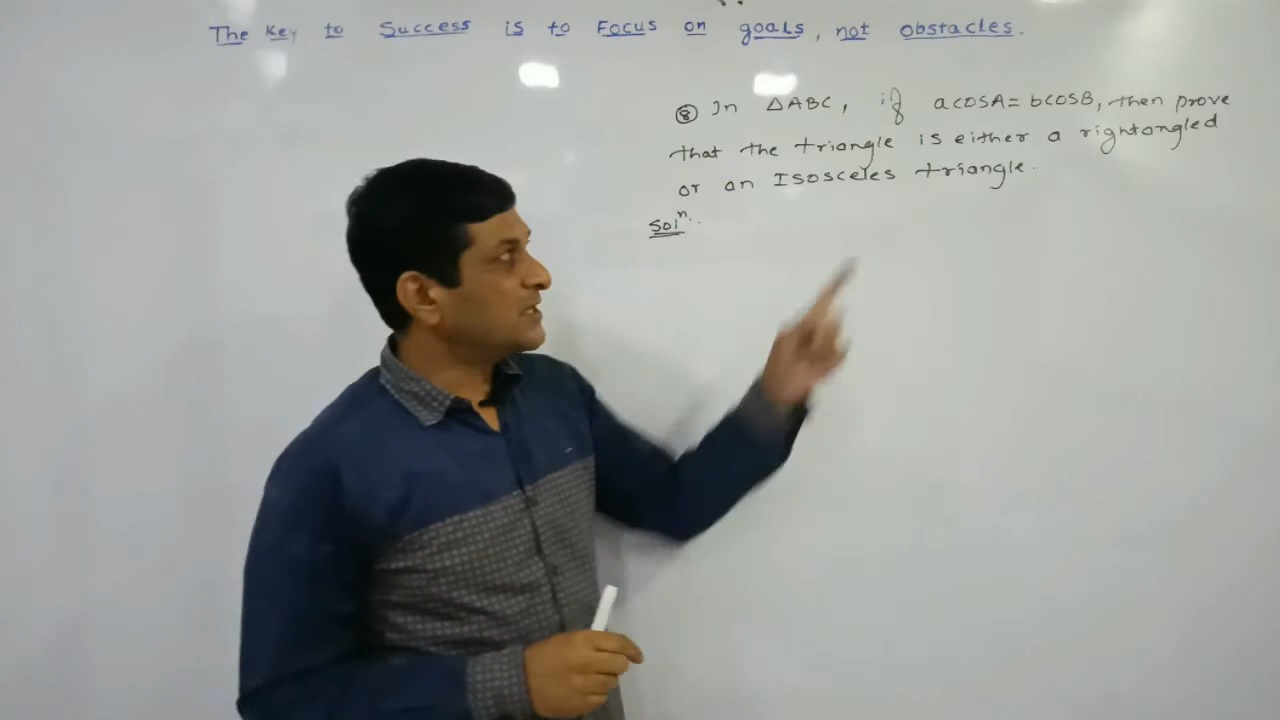 The Key to Success is to Focus on goals, not obstacles.
⑧ In △ABC, if acosA = bcosB, then prove
that the triangle is either a rightangled
or an Isosceles triangle.
Solⁿ..